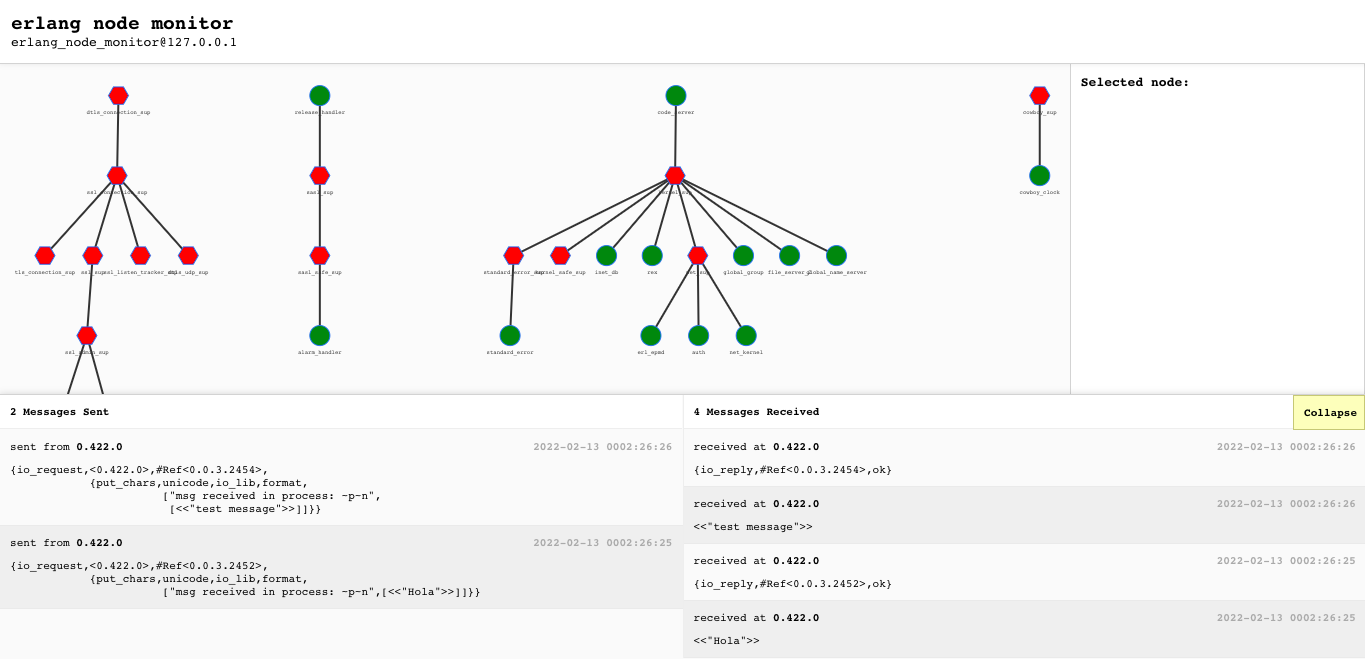 erlang node monitor
erlang_node_monitor@127.0.0.1
Selected node:
dtls_connection_sup
release_handler
code_server
cowboy_sup
ssl_connection_sup
sasl_sup
kernel_sup
cowboy_clock
tls_connection_sup
ssl_sup
ssl_listen_tracker_sup
dtls_udp_sup
sasl_safe_sup
standard_error_sup
kernel_safe_sup
inet_db
rex
net_sup
global_group
file_server_2
global_name_server
ssl_admin_sup
alarm_handler
standard_error
erl_epmd
auth
net_kernel
2 Messages Sent
sent from 0.422.0 2022-02-13 0002:26:26
{io_request,<0.422.0>,#Ref<0.0.3.2454>,
{put_chars,unicode,io_lib,format,
["msg received in process: ~p~n",
[<<"test message">>]]}}
sent from 0.422.0 2022-02-13 0002:26:25
{io_request,<0.422.0>,#Ref<0.0.3.2452>,
{put_chars,unicode,io_lib,format,
["msg received in process: ~p~n",[<<"Hola">>]]}}
4 Messages Received
Collapse
received at 0.422.0 2022-02-13 0002:26:26
{io_reply,#Ref<0.0.3.2454>,ok}
received at 0.422.0 2022-02-13 0002:26:26
<<"test message">>
received at 0.422.0 2022-02-13 0002:26:25
{io_reply,#Ref<0.0.3.2452>,ok}
received at 0.422.0 2022-02-13 0002:26:25
<<"Hola">>